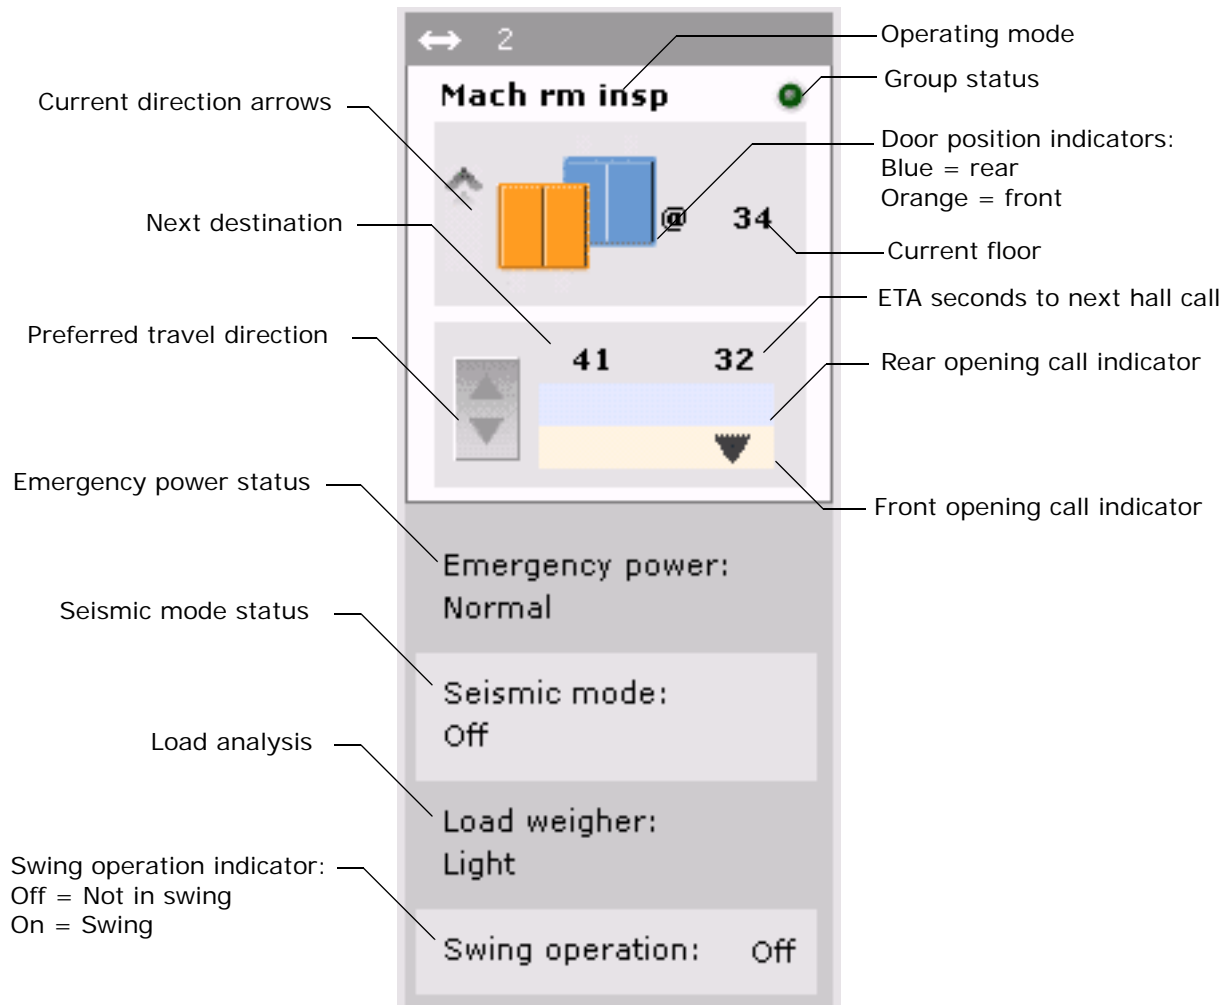 2
Operating mode
Mach rm insp
Group status
Current direction arrows
Door position indicators:
Blue = rear
Orange = front
@ 34
Next destination
Current floor
ETA seconds to next hall call
Preferred travel direction
41 32
Rear opening call indicator
Emergency power status
Front opening call indicator
Emergency power:
Normal
Seismic mode status
Seismic mode:
Off
Load analysis
Load weigher:
Light
Swing operation indicator:
Off = Not in swing
On = Swing
Swing operation: Off